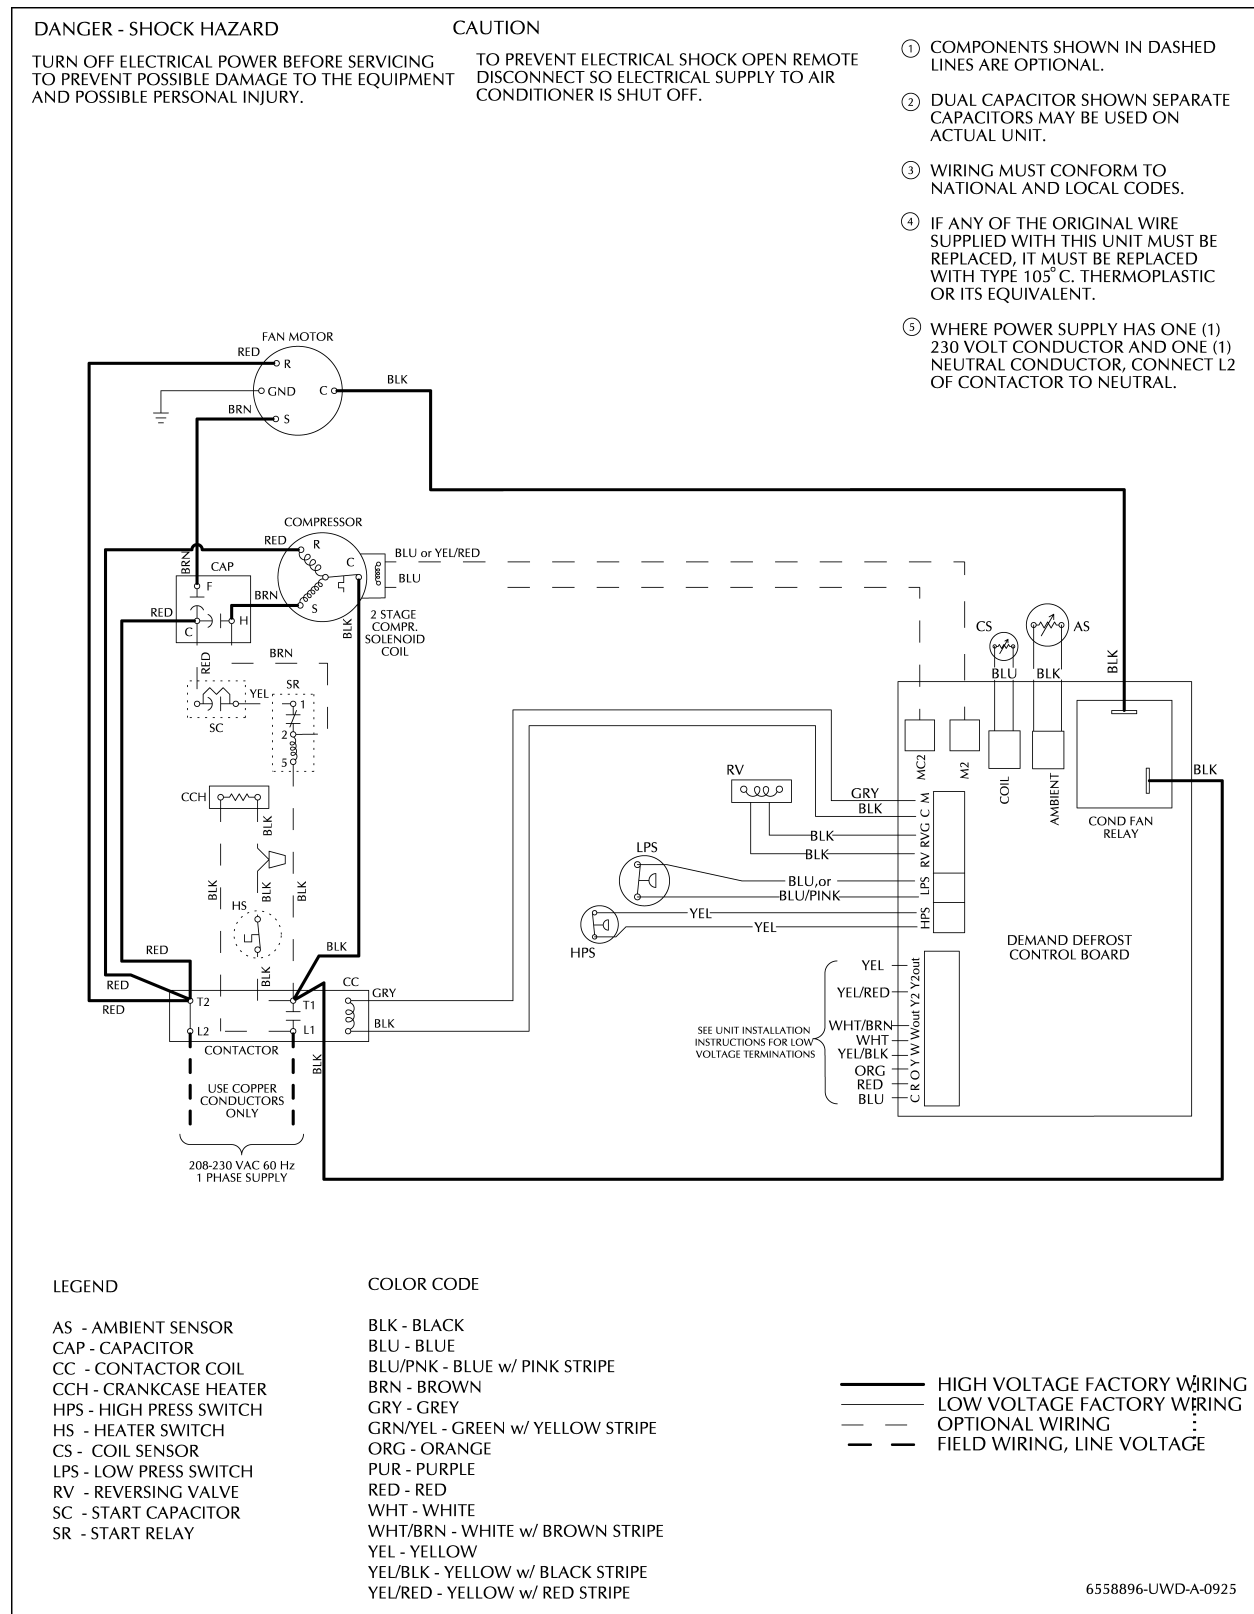 DANGER - SHOCK HAZARD
TURN OFF ELECTRICAL POWER BEFORE SERVICING
TO PREVENT POSSIBLE DAMAGE TO THE EQUIPMENT
AND POSSIBLE PERSONAL INJURY.
CAUTION
TO PREVENT ELECTRICAL SHOCK OPEN REMOTE
DISCONNECT SO ELECTRICAL SUPPLY TO AIR
CONDITIONER IS SHUT OFF.
1 COMPONENTS SHOWN IN DASHED
LINES ARE OPTIONAL.
2 DUAL CAPACITOR SHOWN SEPARATE
CAPACITORS MAY BE USED ON
ACTUAL UNIT.
3 WIRING MUST CONFORM TO
NATIONAL AND LOCAL CODES.
4 IF ANY OF THE ORIGINAL WIRE
SUPPLIED WITH THIS UNIT MUST BE
REPLACED, IT MUST BE REPLACED
WITH TYPE 105° C. THERMOPLASTIC
OR ITS EQUIVALENT.
5 WHERE POWER SUPPLY HAS ONE (1)
230 VOLT CONDUCTOR AND ONE (1)
NEUTRAL CONDUCTOR, CONNECT L2
OF CONTACTOR TO NEUTRAL.
FAN MOTOR
RED
R
GND
C
BLK
BRN
S
COMPRESSOR
RED
R
C
S
BRN
BLK
BLU or YEL/RED
BLU
2 STAGE
COMPR.
SOLENOID
COIL
BRN
CAP
F
RED
C
H
RED
BRN
YEL
SC
SR
1
2
5
CCH
BLK
BLK
BLK
BLK
HS
BLK
BLK
RED
RED
RED
T2
T1
L2
L1
CC
GRY
BLK
CONTACTOR
BLK
USE COPPER
CONDUCTORS
ONLY
208-230 VAC 60 Hz
1 PHASE SUPPLY
CS
AS
BLU
BLK
BLK
MC2
M2
COIL
AMBIENT
COND FAN
RELAY
BLK
RV
GRY
BLK
BLK
BLK
M
C
RVG
RV
LPS
BLU,or
BLU/PINK
LPS
HPS
YEL
YEL
HPS
DEMAND DEFROST
CONTROL BOARD
SEE UNIT INSTALLATION
INSTRUCTIONS FOR LOW
VOLTAGE TERMINATIONS
YEL Y2out
YEL/RED Y2
WHT/BRN Wout
WHT W
YEL/BLK Y
ORG O
RED R
BLU C
LEGEND
AS - AMBIENT SENSOR
CAP - CAPACITOR
CC - CONTACTOR COIL
CCH - CRANKCASE HEATER
HPS - HIGH PRESS SWITCH
HS - HEATER SWITCH
CS - COIL SENSOR
LPS - LOW PRESS SWITCH
RV - REVERSING VALVE
SC - START CAPACITOR
SR - START RELAY
COLOR CODE
BLK - BLACK
BLU - BLUE
BLU/PNK - BLUE w/ PINK STRIPE
BRN - BROWN
GRY - GREY
GRN/YEL - GREEN w/ YELLOW STRIPE
ORG - ORANGE
PUR - PURPLE
RED - RED
WHT - WHITE
WHT/BRN - WHITE w/ BROWN STRIPE
YEL - YELLOW
YEL/BLK - YELLOW w/ BLACK STRIPE
YEL/RED - YELLOW w/ RED STRIPE
HIGH VOLTAGE FACTORY WIRING
LOW VOLTAGE FACTORY WIRING
OPTIONAL WIRING
FIELD WIRING, LINE VOLTAGE
6558896-UWD-A-0925